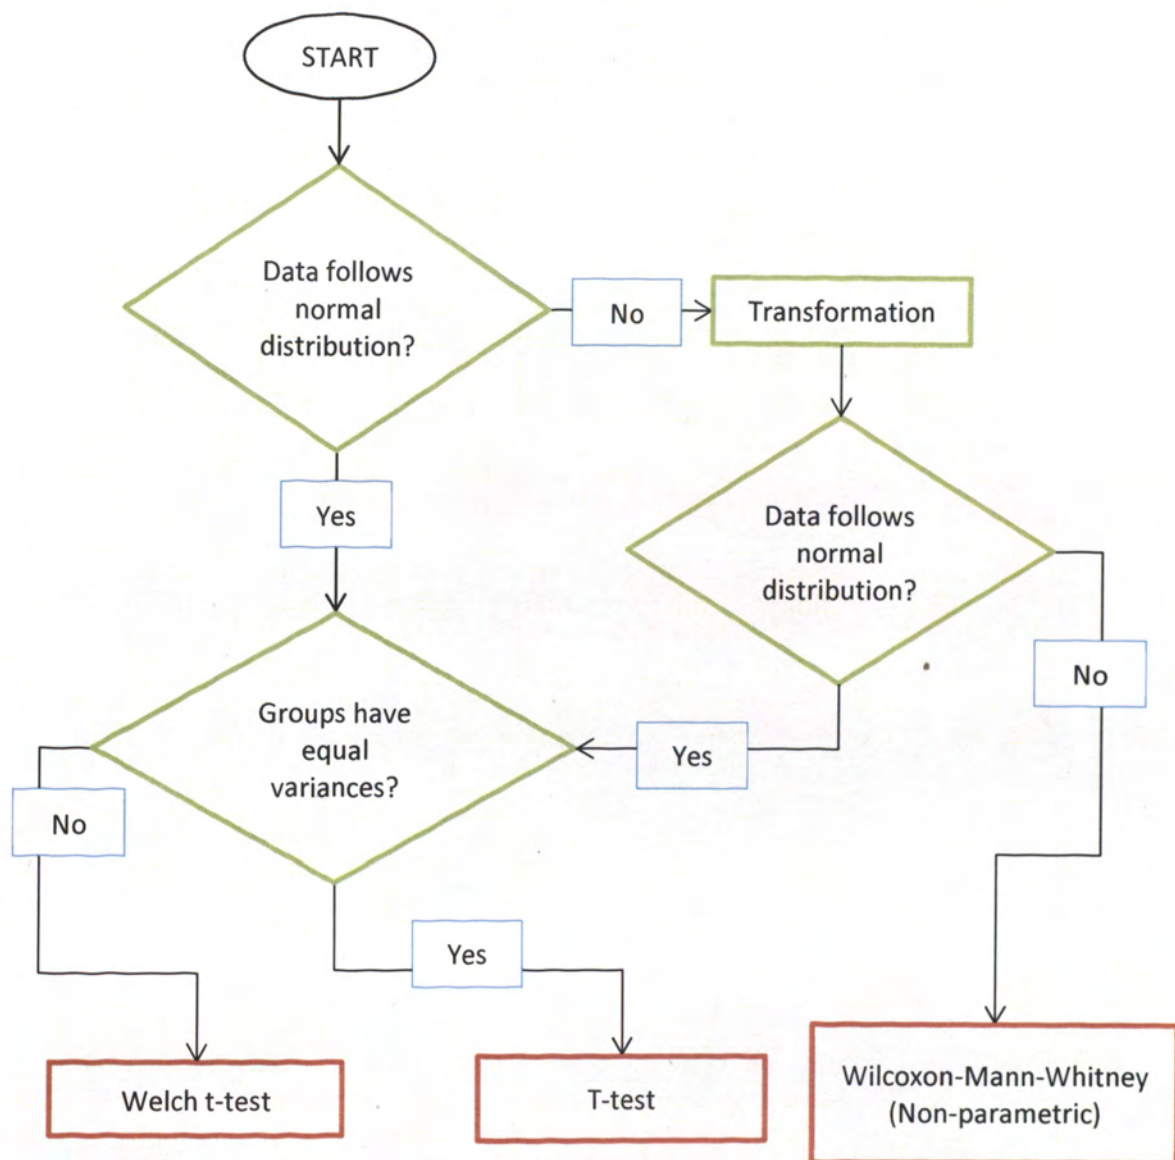 START
Data follows
normal
distribution?
No
Transformation
Yes
Data follows
normal
distribution?
No
Groups have
equal
variances?
Yes
No
Yes
Welch t-test
T-test
Wilcoxon-Mann-Whitney
(Non-parametric)